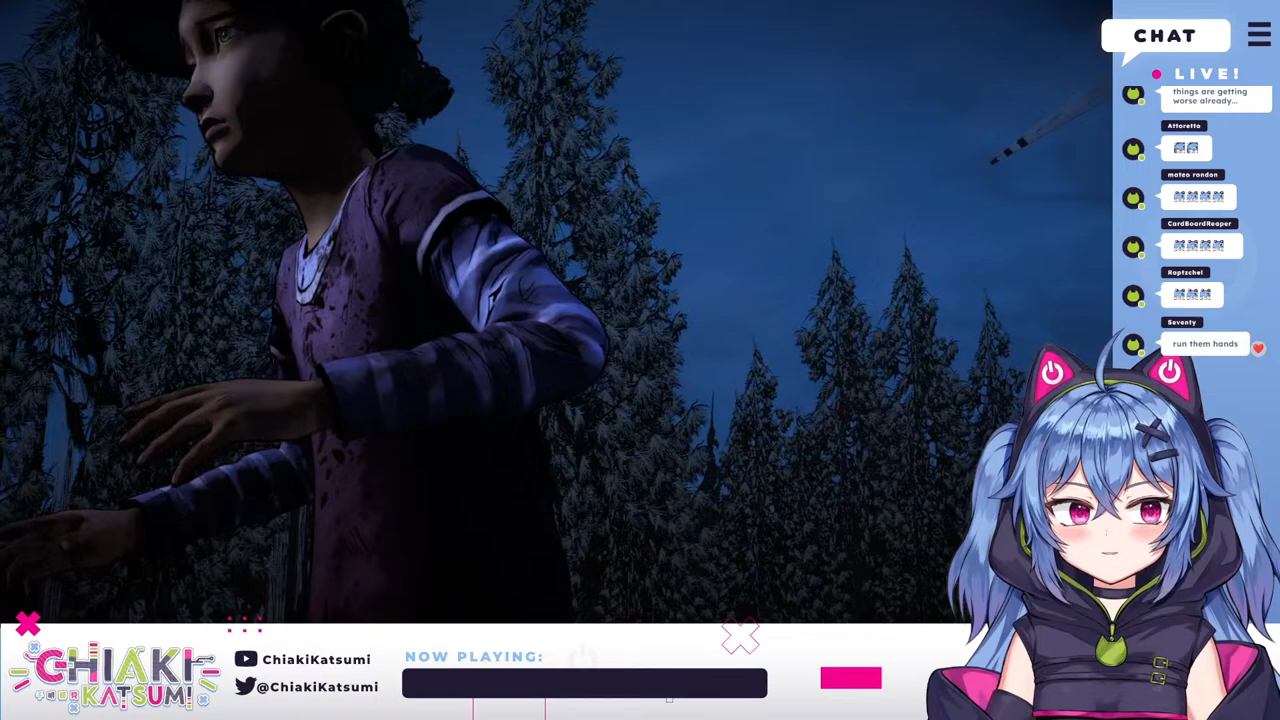 CHAT
LIVE!
things are getting
worse already...
Attoretto
mateo rondon
CardBoardReaper
Raptzchel
Seventy
run them hands
CHIAKI
KATSUMI
ChiakiKatsumi
@ChiakiKatsumi
NOW PLAYING: